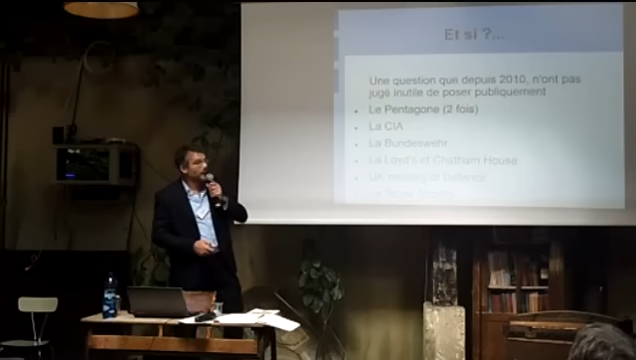 Et si ?...
Une question que depuis 2010, n'ont pas
jugé inutile de poser publiquement
Le Pentagone (2 fois)
La CIA
La Bundeswehr
La Loyd's et Chatham House
UK ministry of Defence